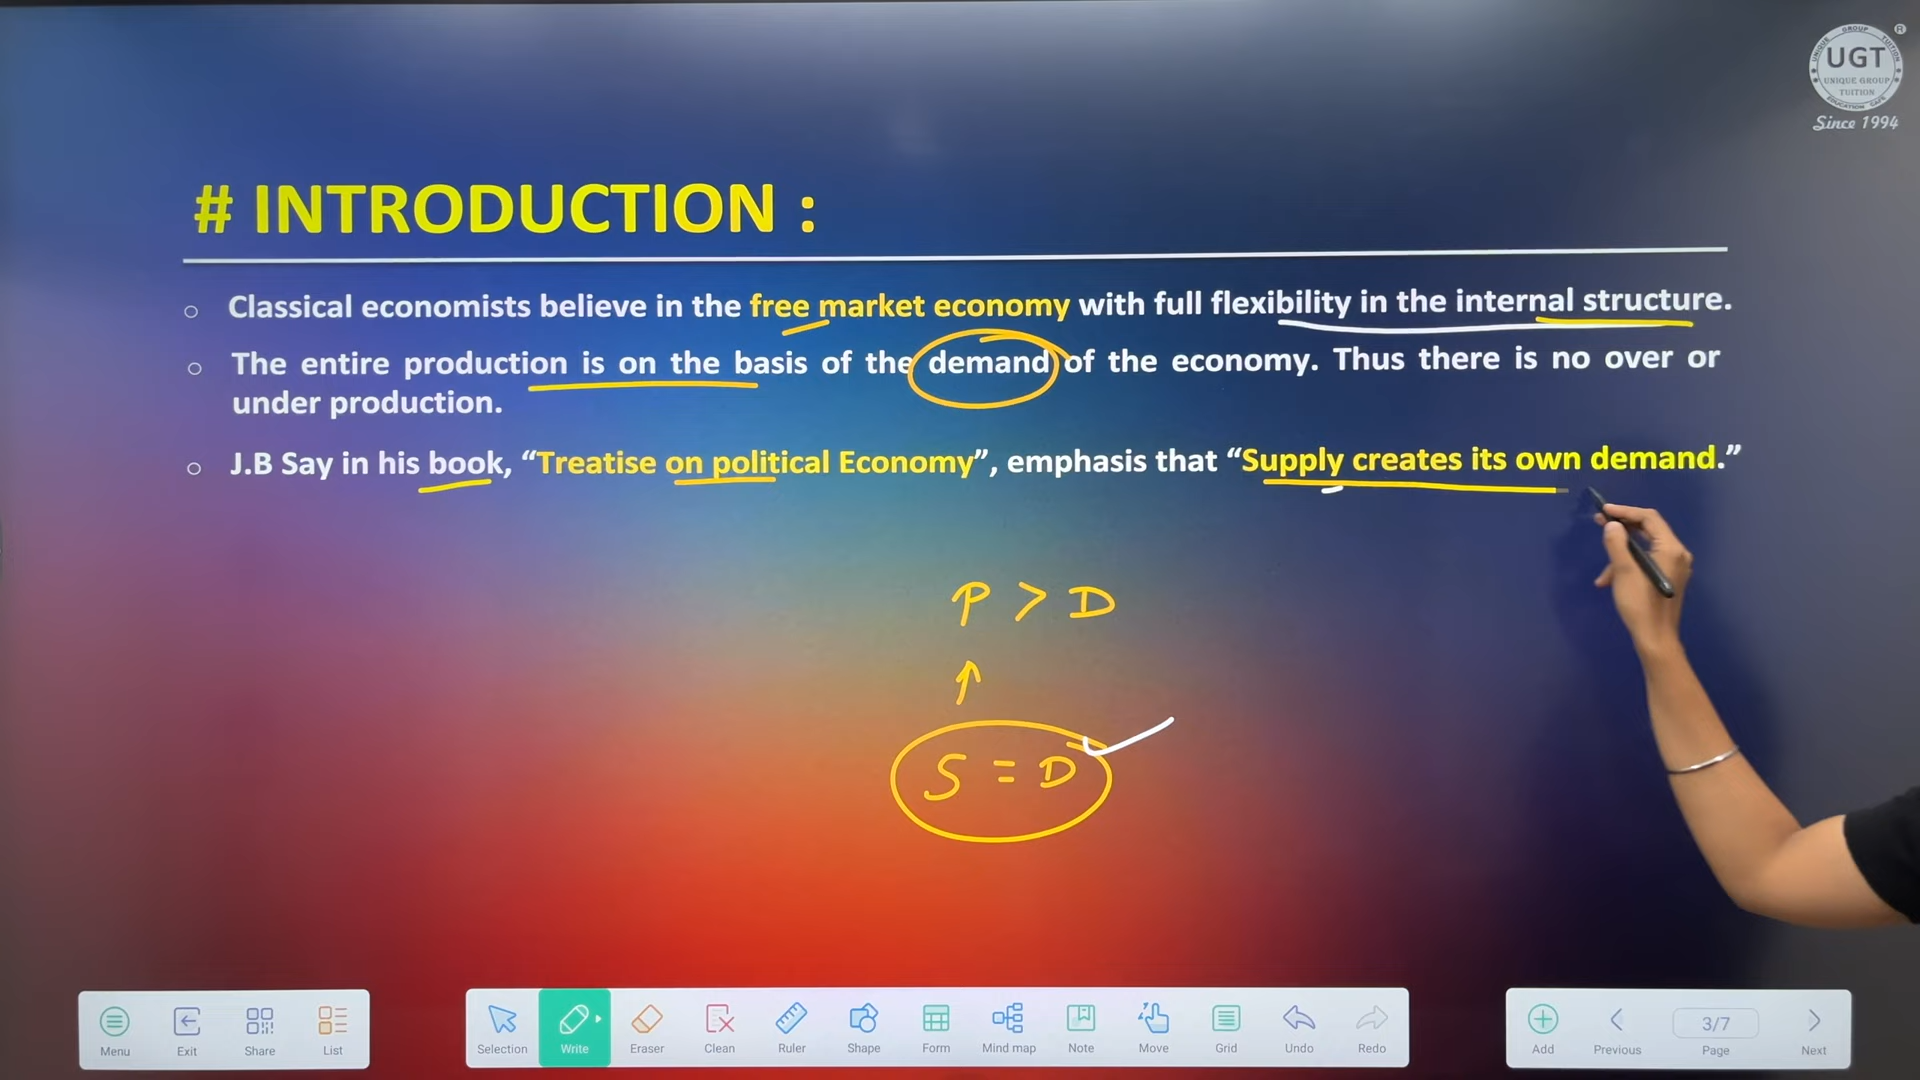 UGT
UNIQUE GROUP
TUITION
Since 1994
# INTRODUCTION :
Classical economists believe in the free market economy with full flexibility in the internal structure.
The entire production is on the basis of the demand of the economy. Thus there is no over or
under production.
J.B Say in his book, “Treatise on political Economy”, emphasis that “Supply creates its own demand.”
P > D
↑
S = D
Menu
Exit
Share
List
Selection
Write
Eraser
Clean
Ruler
Shape
Form
Mind map
Note
Move
Grid
Undo
Redo
Add
Previous
3/7
Page
Next